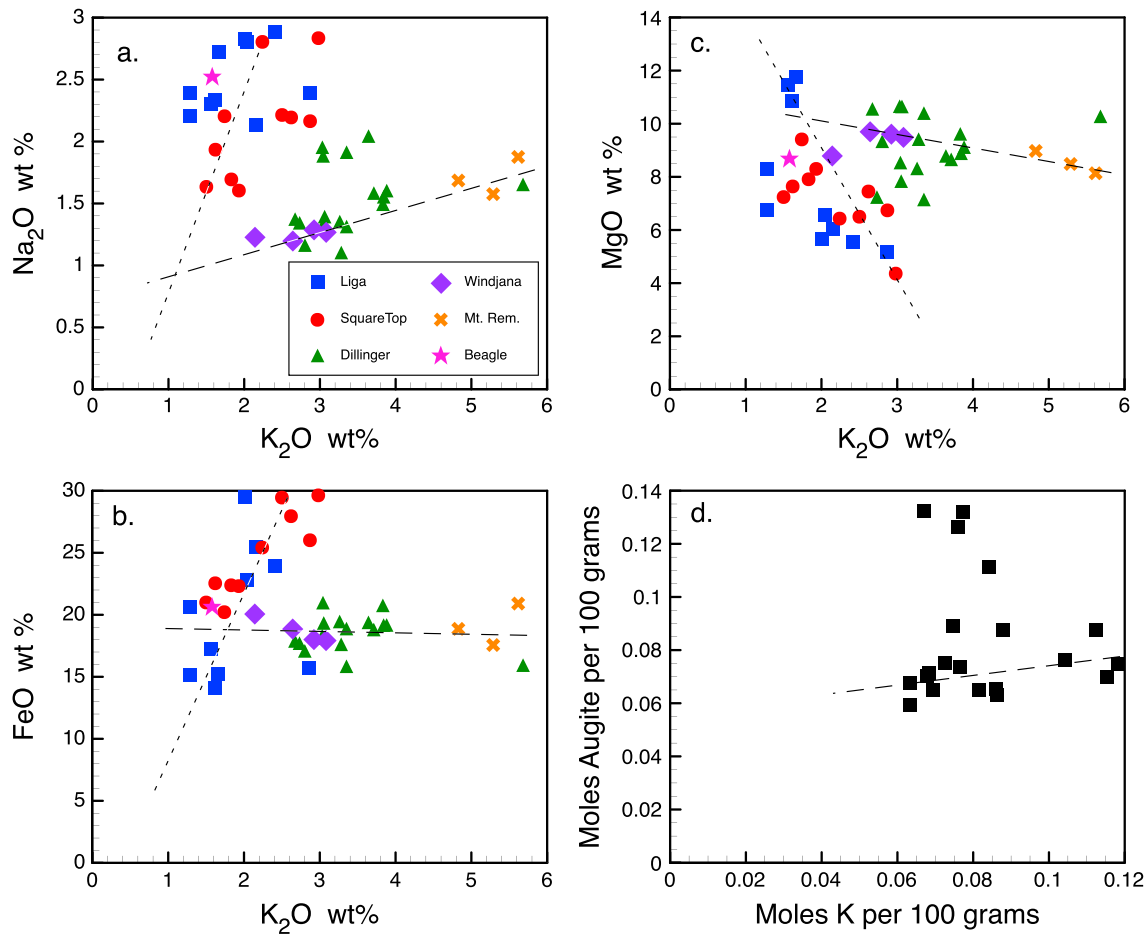 a.
3
2.5
2
1.5
1
0.5
0
Na₂O wt %
0 1 2 3 4 5 6
K₂O wt%
Liga
Windjana
SquareTop
Mt. Rem.
Dillinger
Beagle
c.
14
12
10
8
6
4
2
0
MgO wt %
0 1 2 3 4 5 6
K₂O wt%
b.
30
25
20
15
10
5
0
FeO wt %
0 1 2 3 4 5 6
K₂O wt%
d.
0.14
0.12
0.1
0.08
0.06
0.04
0.02
0
Moles Augite per 100 grams
0 0.02 0.04 0.06 0.08 0.1 0.12
Moles K per 100 grams